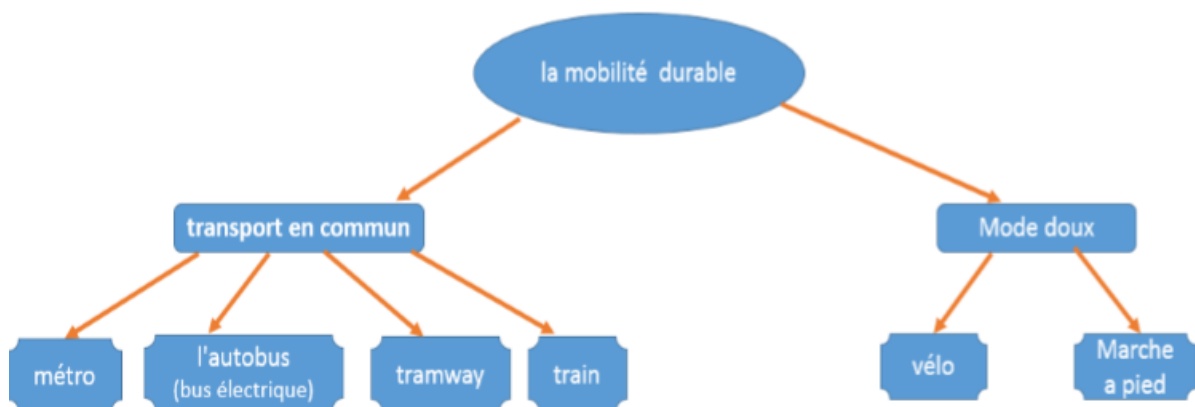 la mobilité durable
transport en commun
Mode doux
métro
l'autobus
(bus électrique)
tramway
train
vélo
Marche
a pied